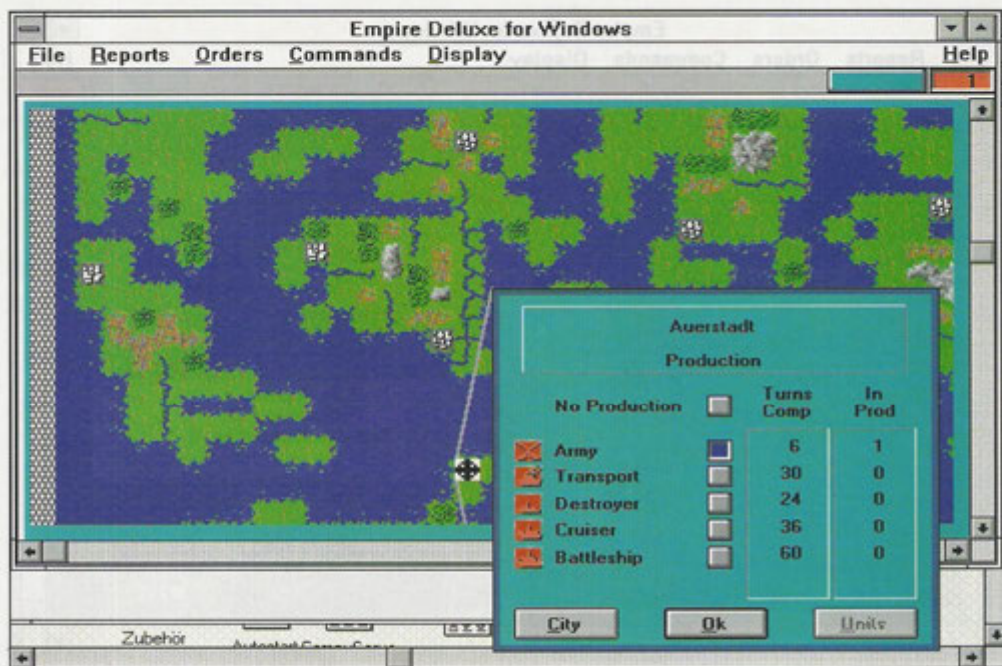 Empire Deluxe for Windows
File Reports Orders Commands Display Help
1
Auerstadt
Production
Turns In
No Production Comp Prod
Army 6 1
Transport 30 0
Destroyer 24 0
Cruiser 36 0
Battleship 60 0
City Ok Units
Zubehör